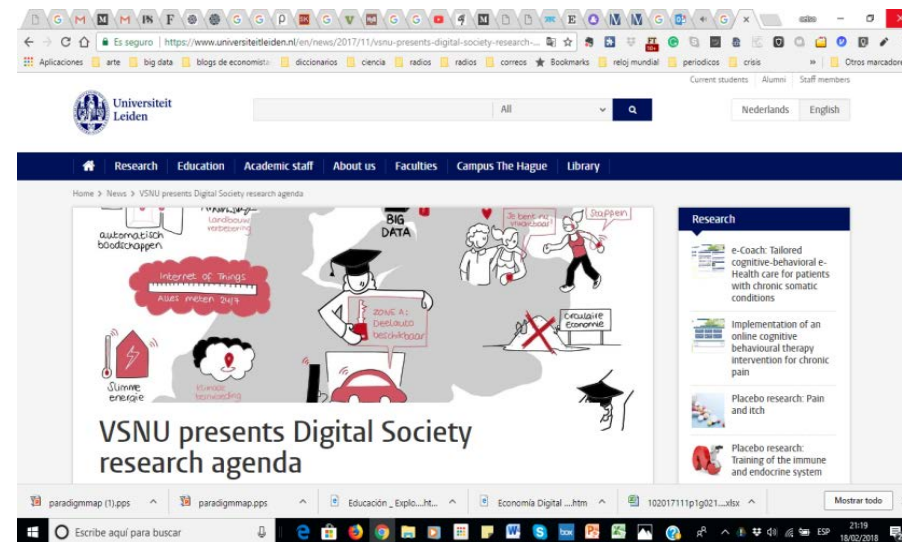 Es seguro | https://www.universiteitleiden.nl/en/news/2017/11/vsnu-presents-digital-society-research-...
Aplicaciones arte big data blogs de economista diccionarios ciencia radios radios correos Bookmarks reloj mundial periodicos crisis » Otros marcadore
Current students Alumni Staff members
Universiteit
Leiden
All
Nederlands English
Research Education Academic staff About us Faculties Campus The Hague Library
Home > News > VSNU presents Digital Society research agenda
automatisch
boodschappen
Landbouw
verbetering
BIG
DATA
Je bent nu
Stappen
Internet of Things
Alles meten 24/7
ZONE A:
Deelauto
beschikbaar
circulaire
economie
Slimme
energie
VSNU presents Digital Society
research agenda
Research
e-Coach: Tailored
cognitive-behavioral e-
Health care for patients
with chronic somatic
conditions
Implementation of an
online cognitive
behavioural therapy
intervention for chronic
pain
Placebo research: Pain
and itch
Placebo research:
Training of the immune
and endocrine system
paradigmmap (1).pps paradigmmap.pps Educación _ Explo....ht... Economía Digital ....htm 102017111p1g021....xlsx Mostrar todo
Escribe aquí para buscar ESP 21:19
18/02/2018